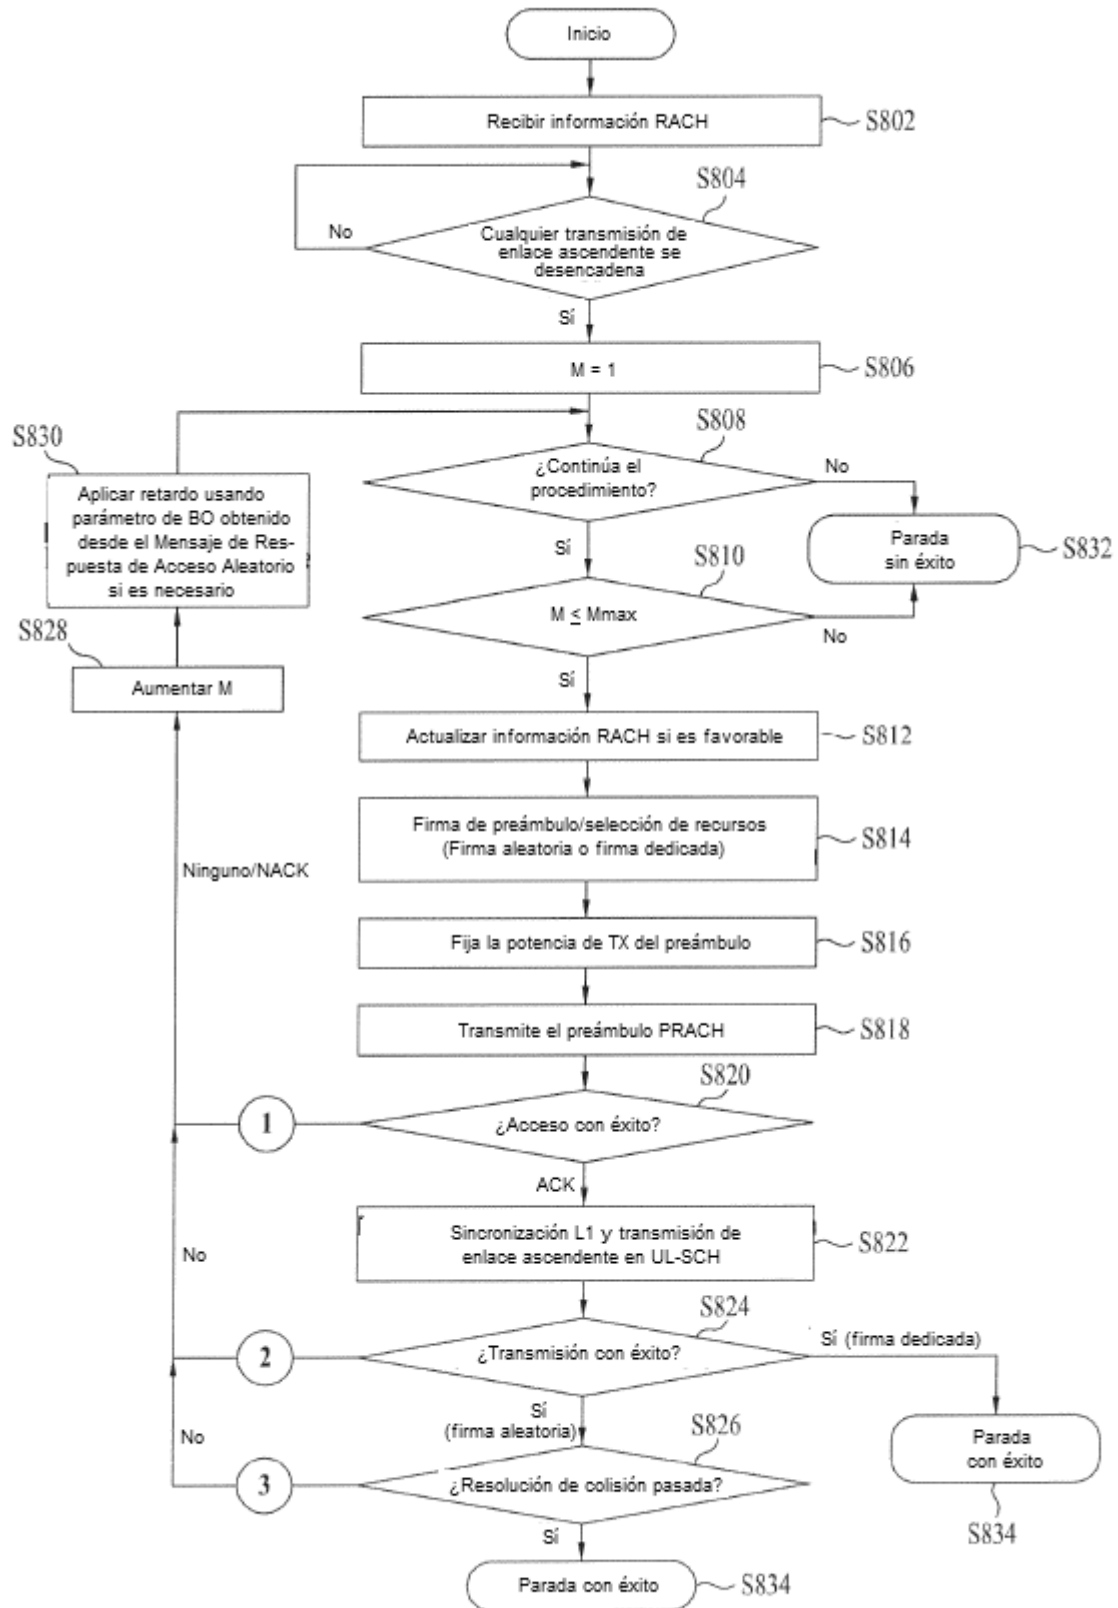 Inicio
Recibir información RACH
S802
S804
No
Cualquier transmisión de
enlace ascendente se
desencadena
Sí
M = 1
S806
S830
S808
Aplicar retardo usando
parámetro de BO obtenido
desde el Mensaje de Res-
puesta de Acceso Aleatorio
si es necesario
¿Continúa el
procedimiento?
No
Parada
sin éxito
S832
Sí
S810
M ≤ Mmax
No
S828
Aumentar M
Sí
Actualizar información RACH si es favorable
S812
Firma de preámbulo/selección de recursos
(Firma aleatoria o firma dedicada)
S814
Ninguno/NACK
Fija la potencia de TX del preámbulo
S816
Transmite el preámbulo PRACH
S818
S820
1
¿Acceso con éxito?
ACK
Sincronización L1 y transmisión de
enlace ascendente en UL-SCH
S822
No
S824
2
¿Transmisión con éxito?
Sí (firma dedicada)
Sí
(firma aleatoria)
S826
No
Parada
con éxito
3
¿Resolución de colisión pasada?
S834
Sí
Parada con éxito
S834